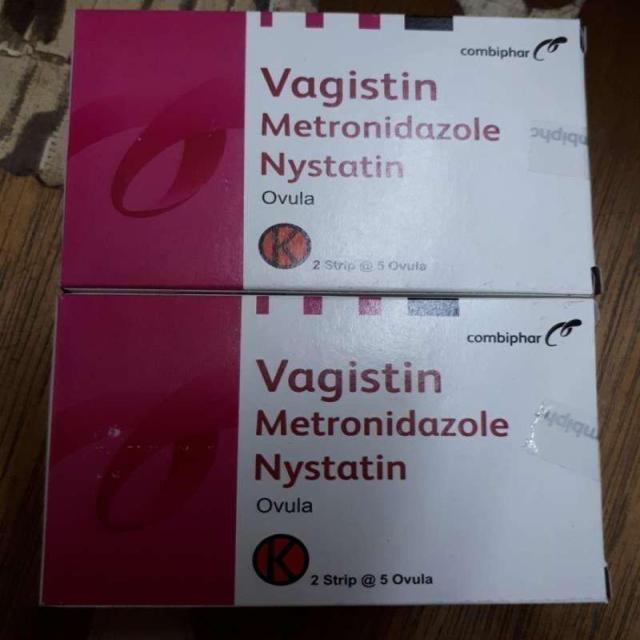 combiphar
Vagistin
Metronidazole
Nystatin
Ovula
K
2 Strip @ 5 Ovula
combiphar
Vagistin
Metronidazole
Nystatin
Ovula
K
2 Strip @ 5 Ovula